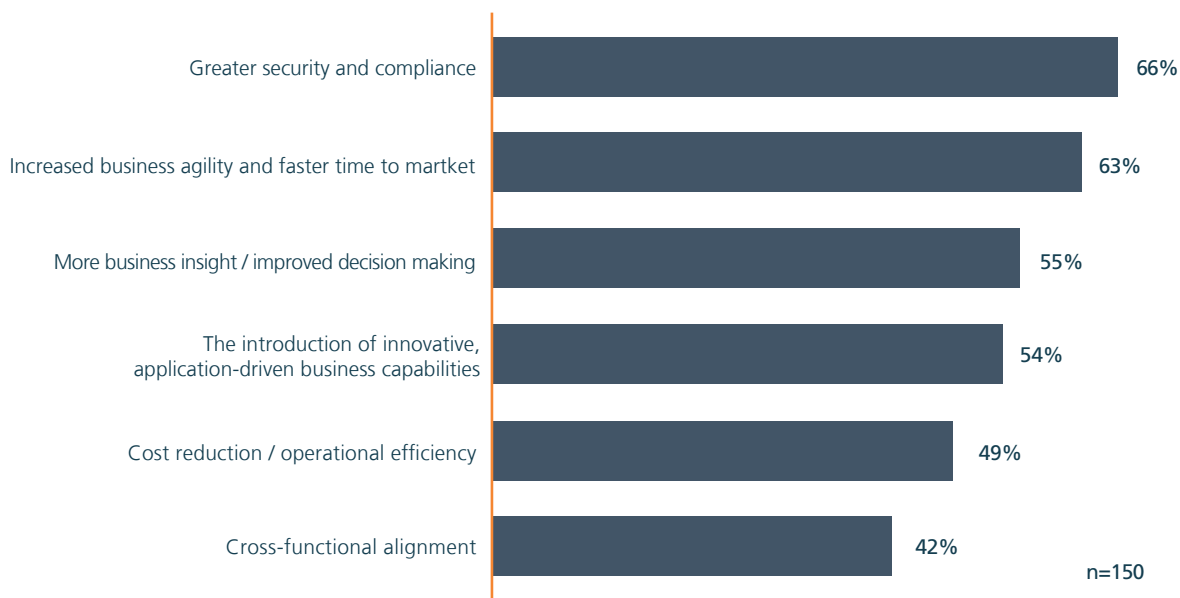 Greater security and compliance 66%
Increased business agility and faster time to martket 63%
More business insight / improved decision making 55%
The introduction of innovative,
application-driven business capabilities 54%
Cost reduction / operational efficiency 49%
Cross-functional alignment 42%
n=150